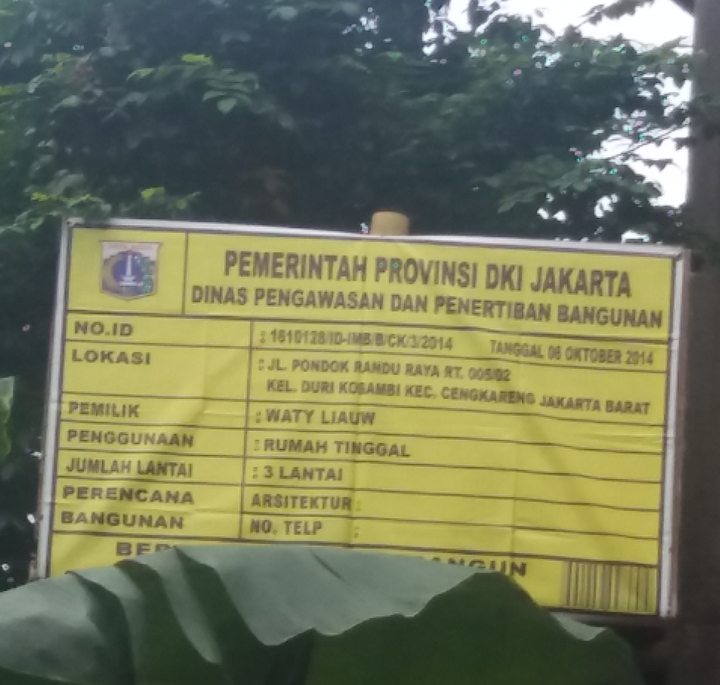 PEMERINTAH PROVINSI DKI JAKARTA
DINAS PENGAWASAN DAN PENERTIBAN BANGUNAN
NO.ID : 1610128/ID-IMB/B/CK/3/2014 TANGGAL 06 OKTOBER 2014
LOKASI : JL. PONDOK RANDU RAYA RT. 005/02
KEL. DURI KOSAMBI KEC. CENGKARENG JAKARTA BARAT
PEMILIK : WATY LIAUW
PENGGUNAAN : RUMAH TINGGAL
JUMLAH LANTAI : 3 LANTAI
PERENCANA ARSITEKTUR :
BANGUNAN NO. TELP :